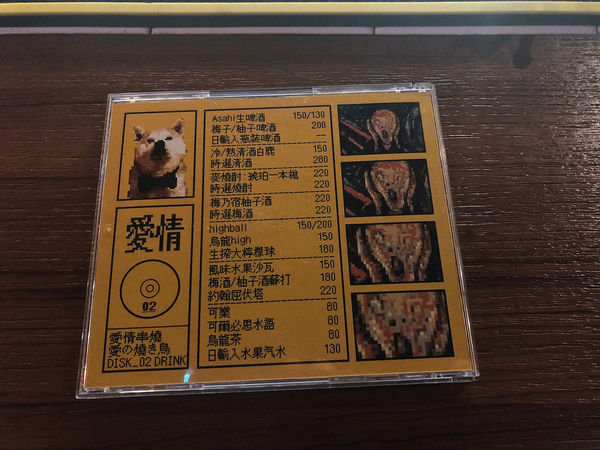 愛情
02
愛情串燒
愛の燒き鳥
DISK_02 DRINK
Asahi生啤酒 150/130
梅子/柚子啤酒 200
日輸入瓶裝啤酒 ---
冷/熱清酒白鹿 150
時選清酒 280
麥燒酎:琥珀一本槍 220
時選燒酎 220
梅乃宿柚子酒 220
時選梅酒 220
highball 150/200
烏龍high 150
生搾大檸檬球 180
風味水果沙瓦 150
梅酒/柚子酒蘇打 180
約翰屈伏塔 220
可樂 80
可爾必思水語 80
烏龍茶 80
日輸入水果汽水 130